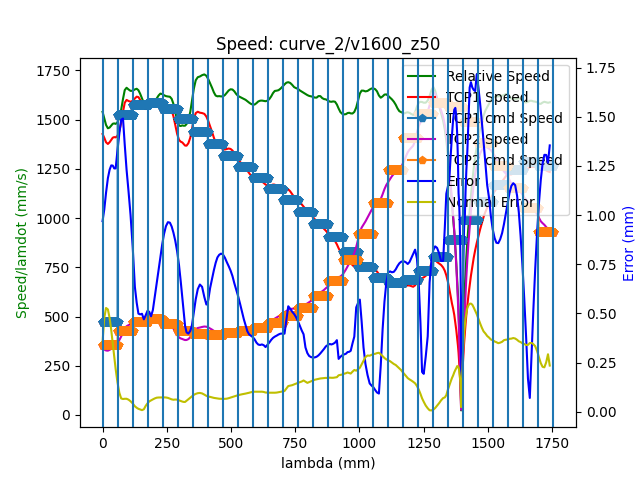 Speed: curve_2/v1600_z50
Relative Speed
TCP1 Speed
TCP1 cmd Speed
TCP2 Speed
TCP2 cmd Speed
Error
Normal Error
Speed/lamdot (mm/s)
1750
1500
1250
1000
750
500
250
0
1.75
1.50
1.25
1.00
0.75
0.50
0.25
0.00
Error (mm)
0 250 500 750 1000 1250 1500 1750
lambda (mm)